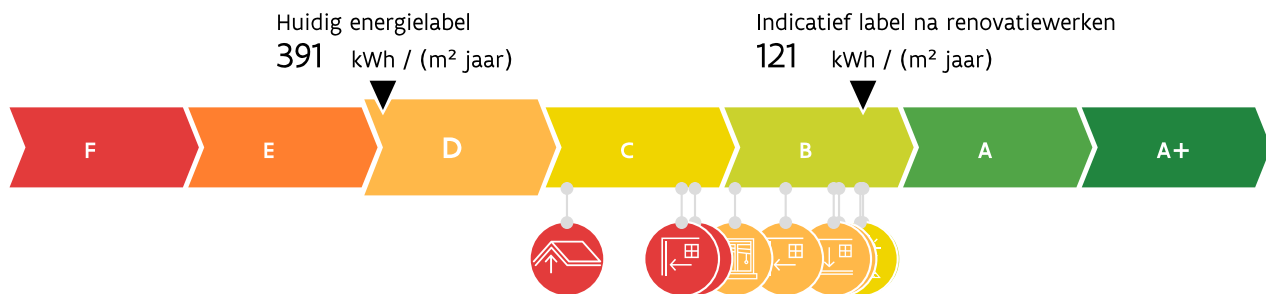 Huidig energielabel
391 kWh / (m² jaar)
Indicatief label na renovatiewerken
121 kWh / (m² jaar)
F E D C B A A+